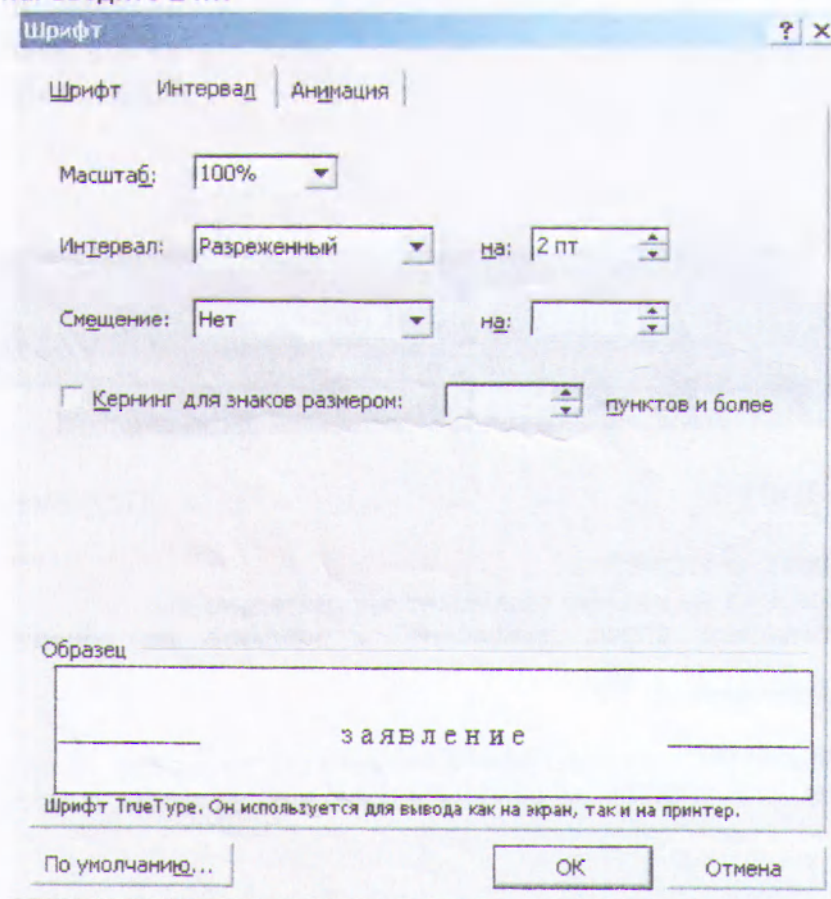 Шрифт
Шрифт Интервал Анимация
Масштаб: 100%
Интервал: Разреженный на: 2 пт
Смещение: Нет на:
Кернинг для знаков размером: пунктов и более
Образец
заявление
Шрифт TrueType. Он используется для вывода как на экран, так и на принтер.
По умолчанию... ОК Отмена